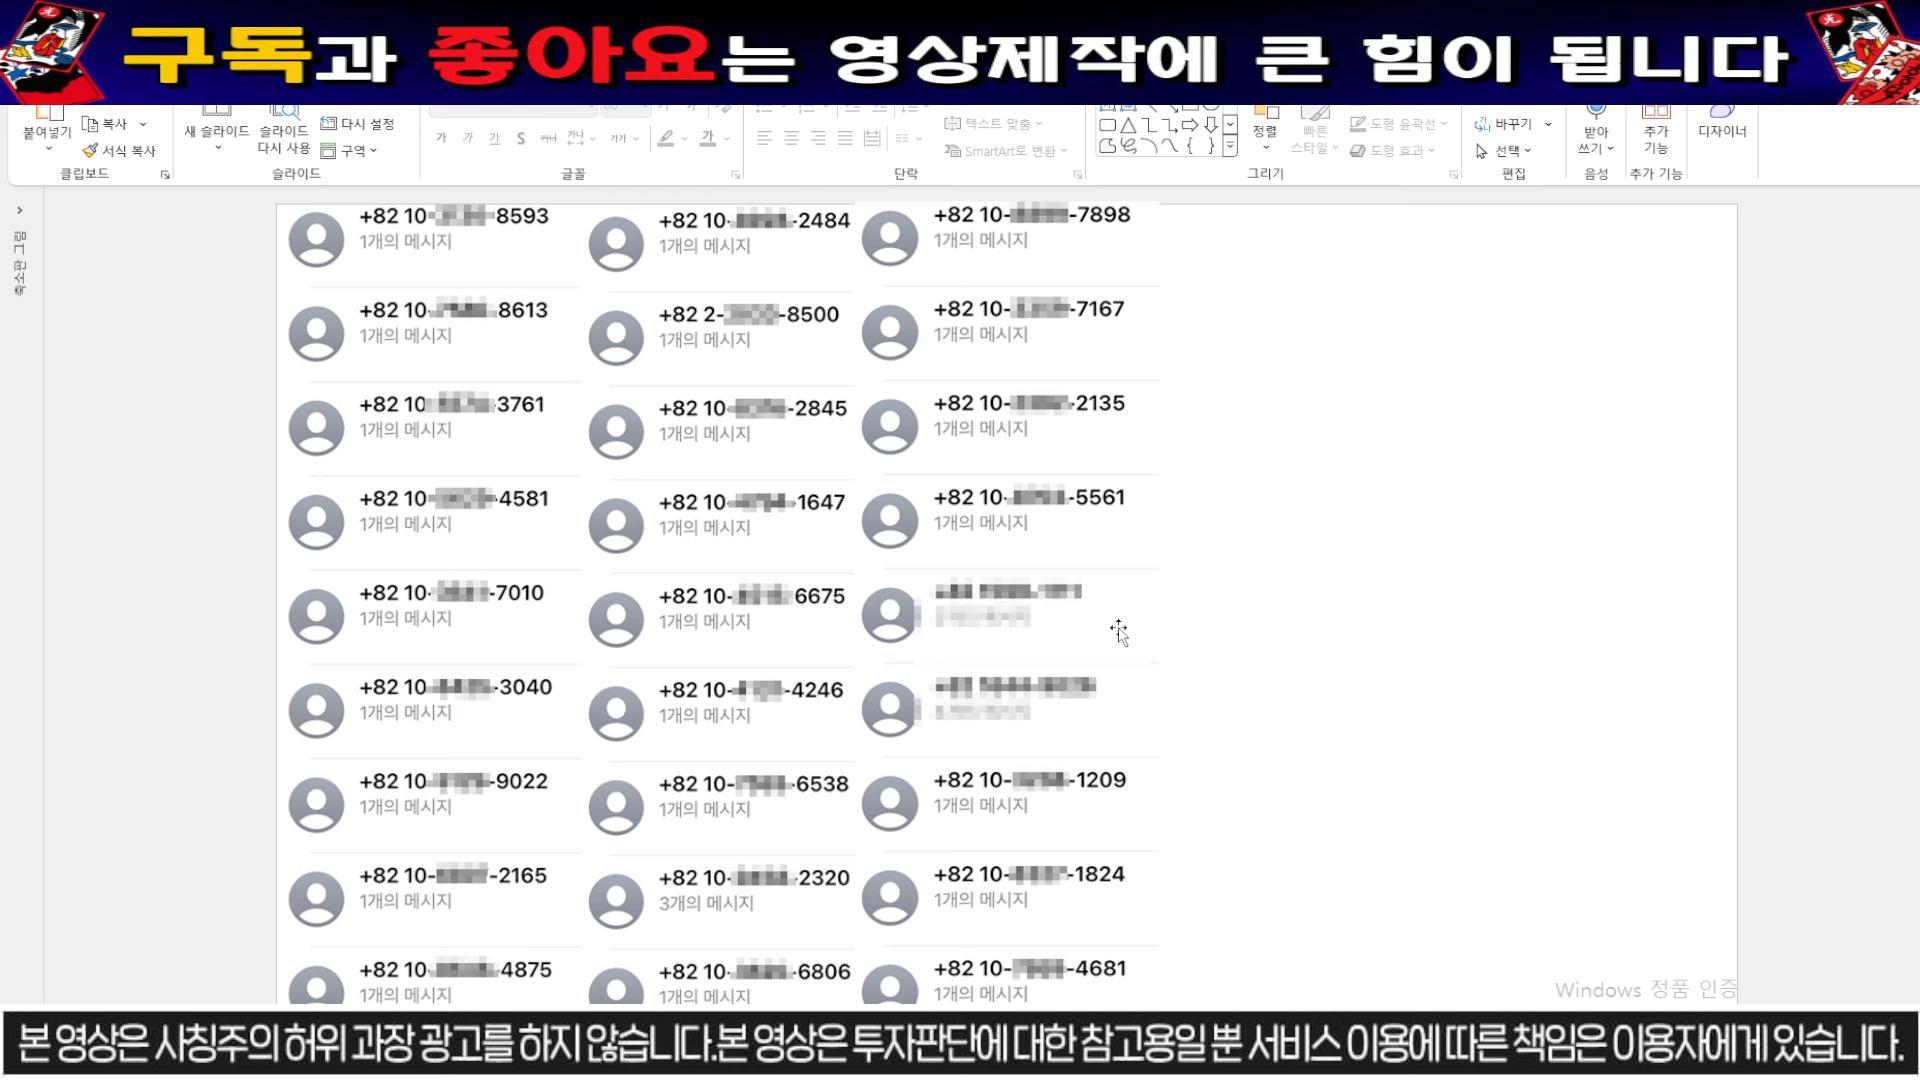 구독과 좋아요는 영상제작에 큰 힘이 됩니다
붙여넣기
복사
서식 복사
클립보드
새 슬라이드
슬라이드 다시 사용
다시 설정
구역
슬라이드
가 가 가 S 가나 가가 가
글꼴
텍스트 맞춤
SmartArt로 변환
단락
정렬
빠른 스타일
도형 윤곽선
도형 효과
그리기
바꾸기
선택
편집
받아쓰기
음성
추가 기능
추가 기능
디자이너
축소판 그림
+82 10- -8593
1개의 메시지
+82 10- 8613
1개의 메시지
+82 10 3761
1개의 메시지
+82 10 4581
1개의 메시지
+82 10- -7010
1개의 메시지
+82 10 -3040
1개의 메시지
+82 10 -9022
1개의 메시지
+82 10- -2165
1개의 메시지
+82 10 4875
1개의 메시지
+82 10- -2484
1개의 메시지
+82 2- -8500
1개의 메시지
+82 10 -2845
1개의 메시지
+82 10 1647
1개의 메시지
+82 10- 6675
1개의 메시지
+82 10- -4246
1개의 메시지
+82 10- -6538
1개의 메시지
+82 10- 2320
3개의 메시지
+82 10- -6806
1개의 메시지
+82 10- -7898
1개의 메시지
+82 10- -7167
1개의 메시지
+82 10- -2135
1개의 메시지
+82 10- -5561
1개의 메시지
+82 10- -1209
1개의 메시지
+82 10- -1824
1개의 메시지
+82 10- -4681
1개의 메시지
Windows 정품 인증
본 영상은 사칭주의 허위 과장 광고를 하지 않습니다.본 영상은 투자판단에 대한 참고용일 뿐 서비스 이용에 따른 책임은 이용자에게 있습니다.